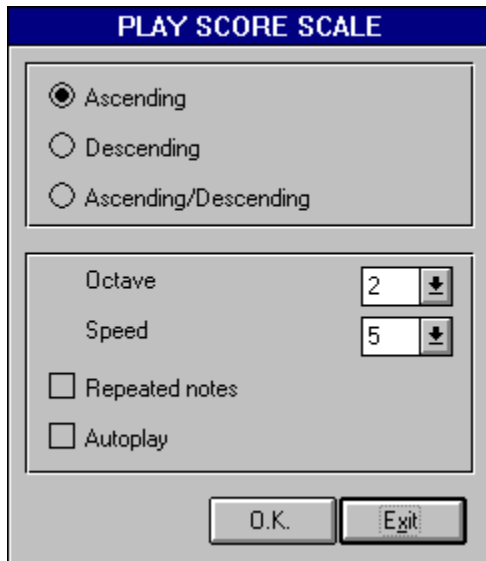 PLAY SCORE SCALE
Ascending
Descending
Ascending/Descending
Octave 2
Speed 5
Repeated notes
Autoplay
O.K. Exit